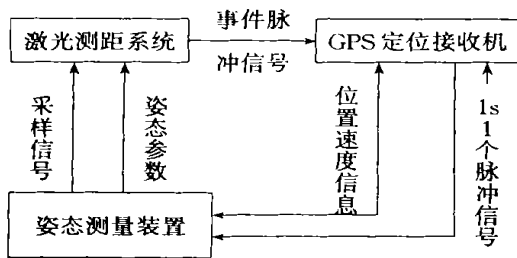 激光测距系统
事件脉
冲信号
GPS定位接收机
采样信号
姿态参数
位置速度信息
1s
1个脉冲信号
姿态测量装置